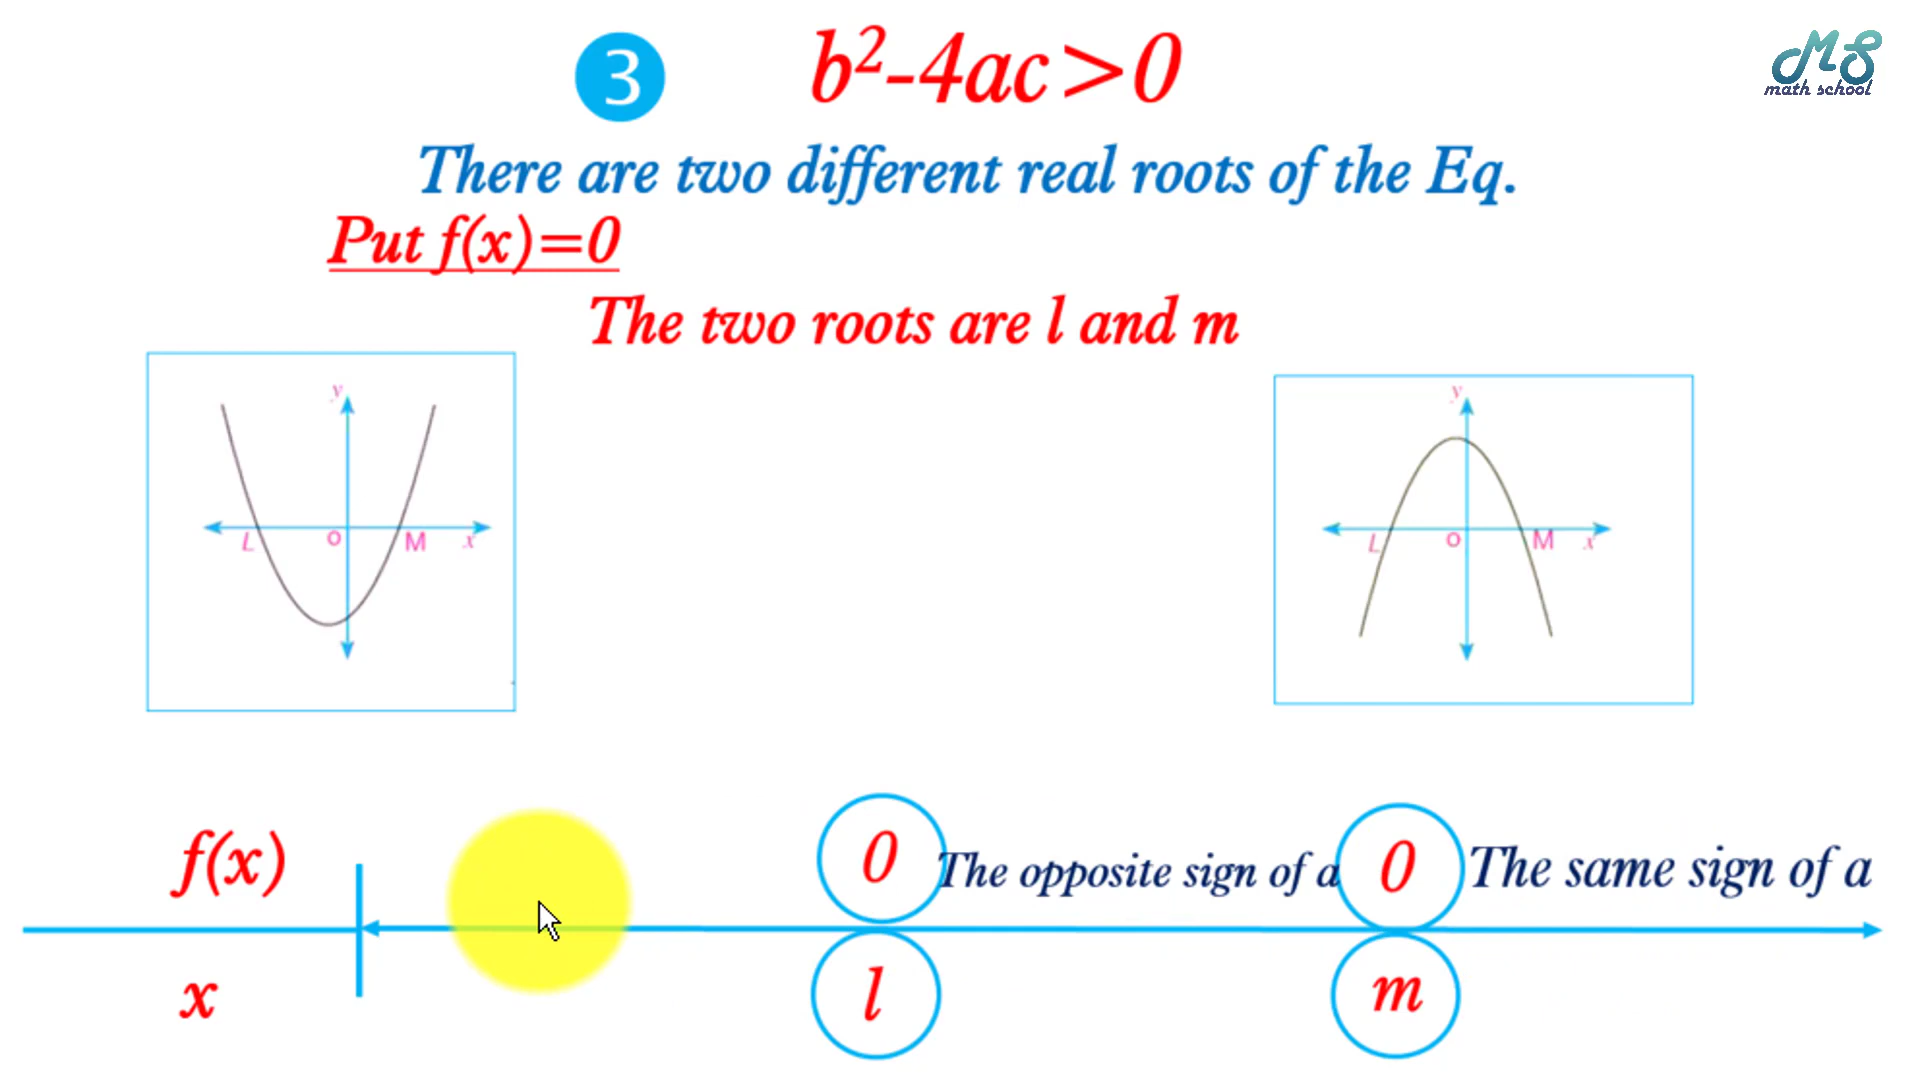 3 b²-4ac>0
MS
math school
There are two different real roots of the Eq.
Put f(x)=0
The two roots are l and m
y
L O M x
y
L O M x
f(x) 0 The opposite sign of a 0 The same sign of a
x l m